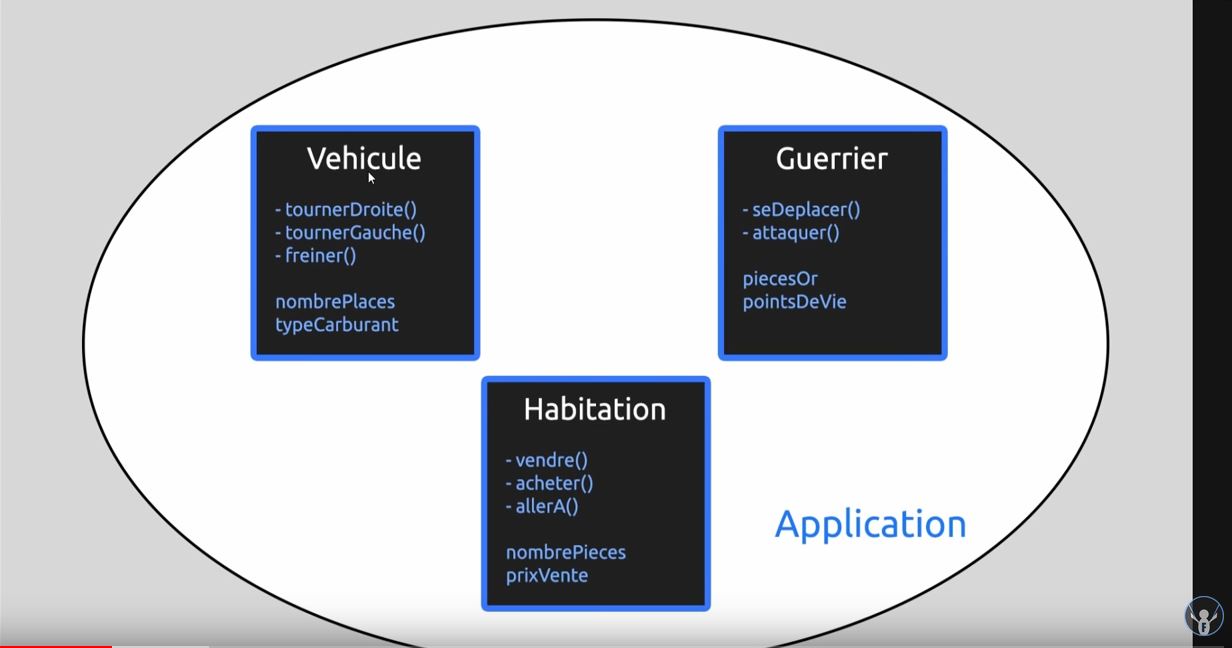 Vehicule
- tournerDroite()
- tournerGauche()
- freiner()
nombrePlaces
typeCarburant
Guerrier
- seDeplacer()
- attaquer()
piecesOr
pointsDeVie
Habitation
- vendre()
- acheter()
- allerA()
nombrePieces
prixVente
Application